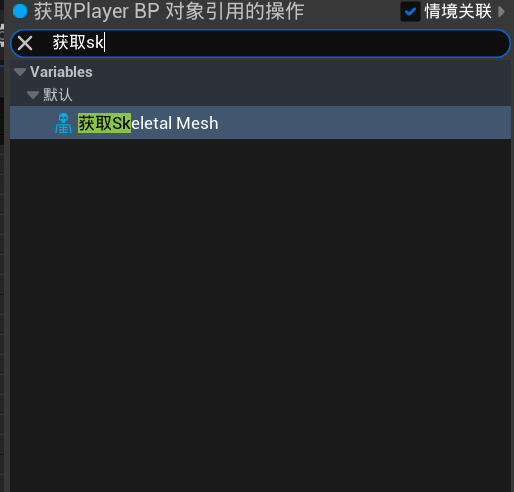 获取Player BP 对象引用的操作
情境关联
获取sk
Variables
默认
获取Skeletal Mesh